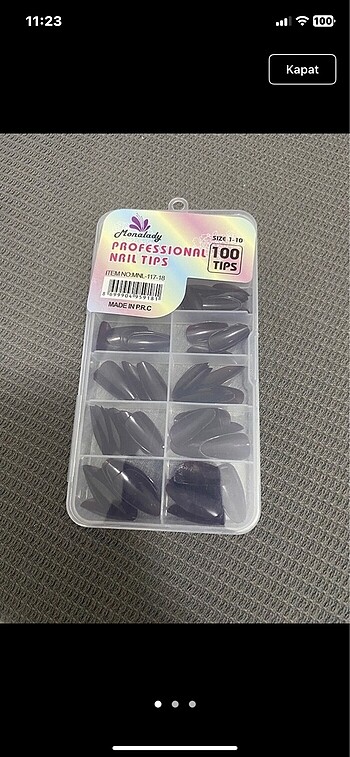 11:23
100
Kapat
Monalady
SIZE 1-10
PROFESSIONAL
NAIL TIPS
100
TIPS
ITEM NO:MNL-117-18
MADE IN P.R.C